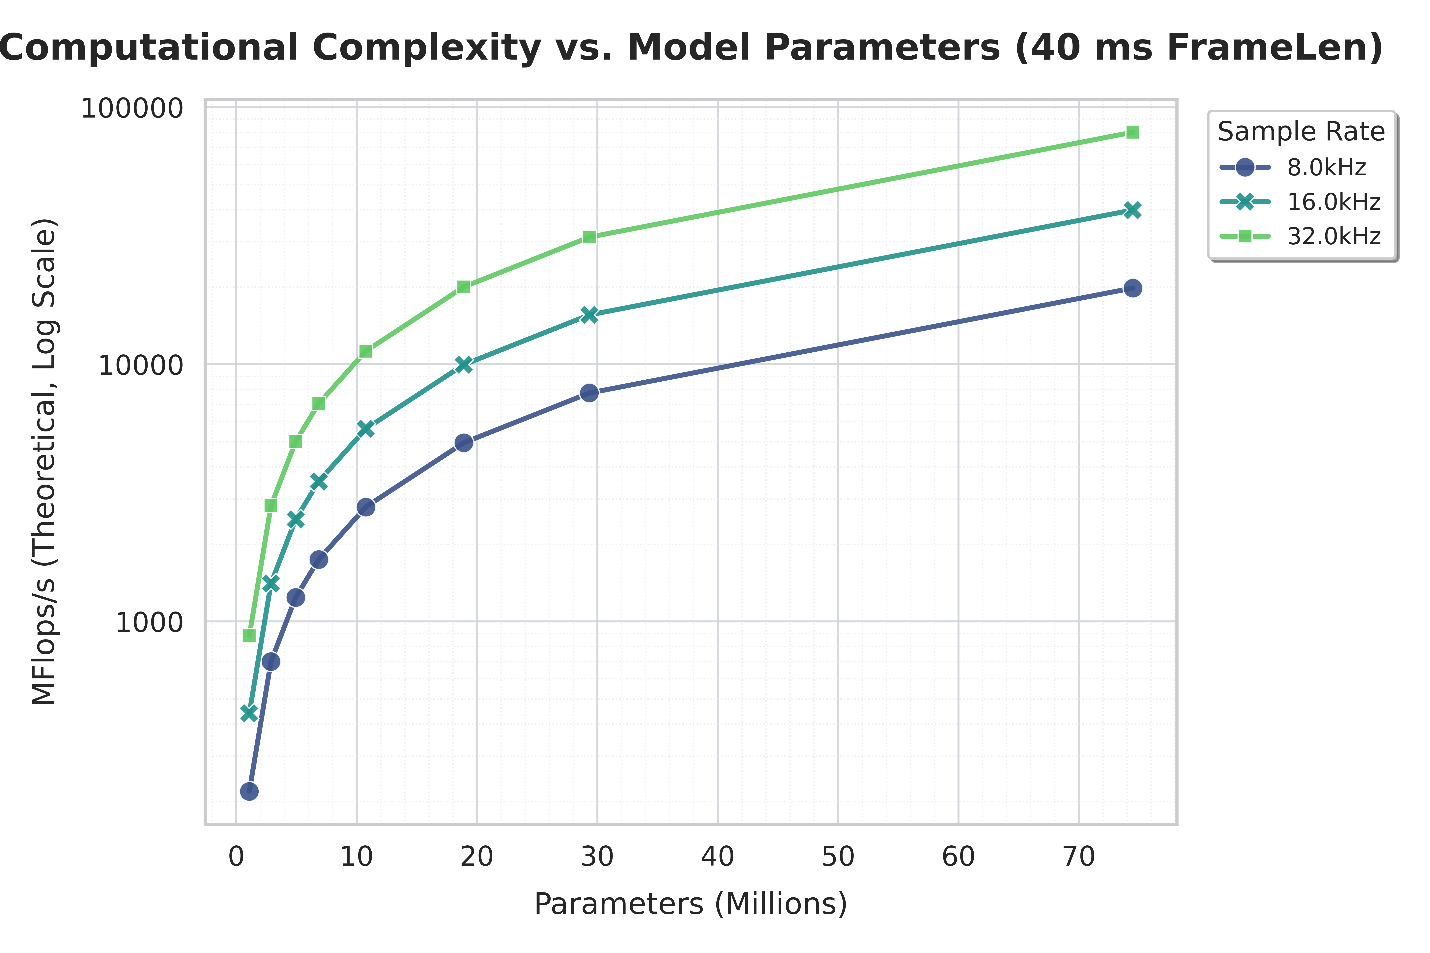 Computational Complexity vs. Model Parameters (40 ms FrameLen)
100000
10000
1000
MFlops/s (Theoretical, Log Scale)
0 10 20 30 40 50 60 70
Parameters (Millions)
Sample Rate
8.0kHz
16.0kHz
32.0kHz